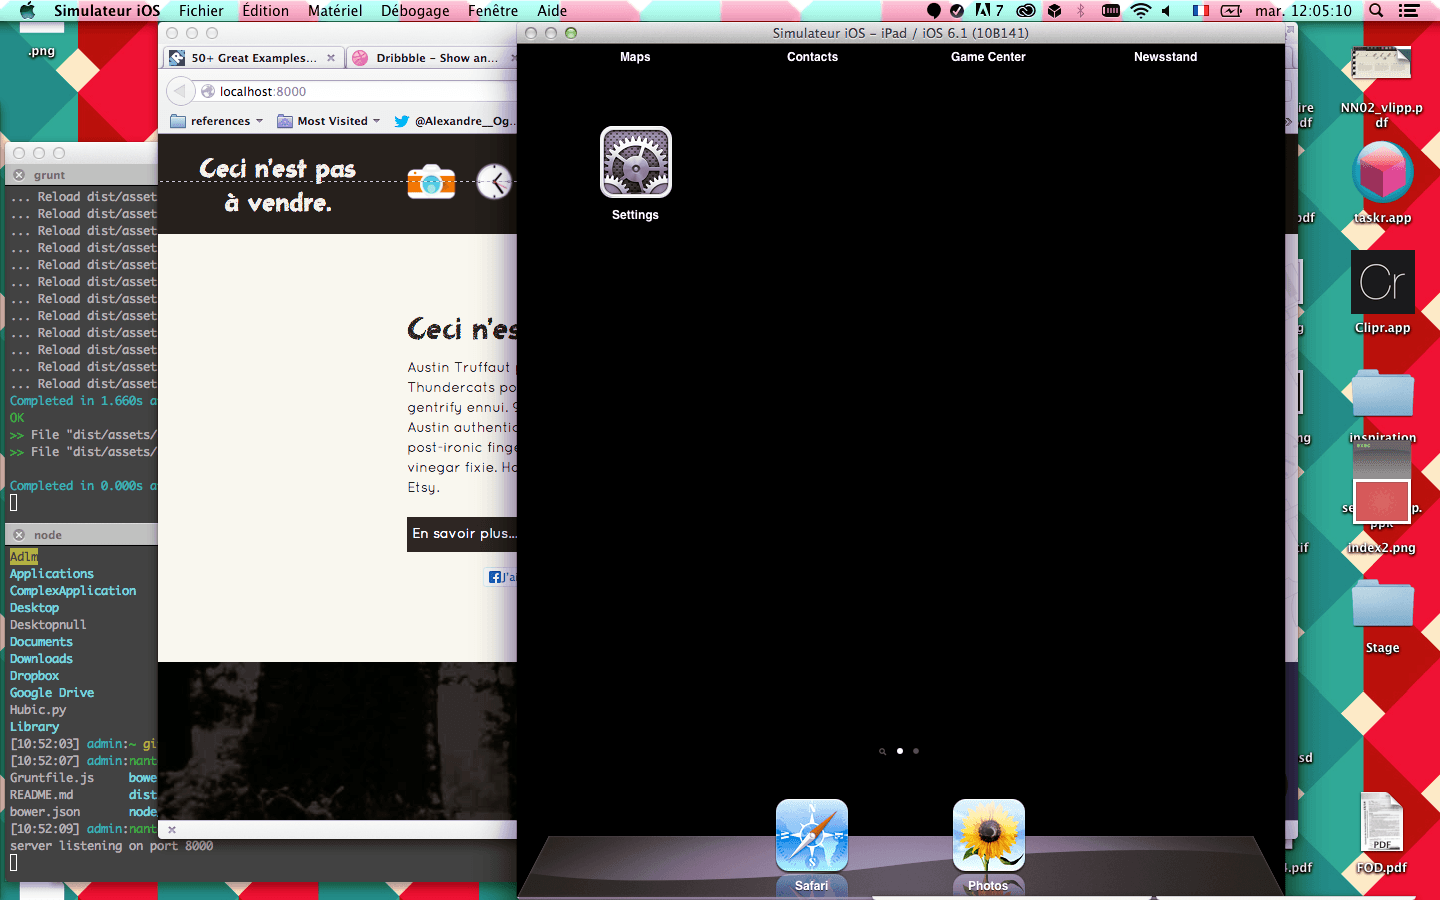 Simulateur iOS Fichier Édition Matériel Débogage Fenêtre Aide 7 mar. 12:05:10
.png
50+ Great Examples... Dribbble – Show an...
localhost:8000
references Most Visited @Alexandre__Og...
Ceci n'est pas
à vendre.
Ceci n'es
Austin Truffaut
Thundercats po
gentrify ennui.
Austin authentic
post-ironic fing
vinegar fixie.
Etsy.
En savoir plus...
J'a
grunt
... Reload dist/asset
... Reload dist/asset
... Reload dist/asset
... Reload dist/asset
... Reload dist/asset
... Reload dist/asset
... Reload dist/asset
... Reload dist/asset
... Reload dist/asset
... Reload dist/asset
... Reload dist/asset
... Reload dist/asset
Completed in 1.660s a
OK
>> File "dist/assets/
>> File "dist/assets/
Completed in 0.000s a
node
Adlm
Applications
ComplexApplication
Desktop
Desktopnull
Documents
Downloads
Dropbox
Google Drive
Hubic.py
Library
[10:52:03] admin:~ gi
[10:52:07] admin:nant
Gruntfile.js bowe
README.md dist
bower.json node
[10:52:09] admin:nant
server listening on port 8000
Simulateur iOS – iPad / iOS 6.1 (10B141)
Maps Contacts Game Center Newsstand
Settings
Safari Photos
NN02_vlipp.p
df
taskr.app
Cr
Clipr.app
inspiration
index2.png
Stage
PDF
FOD.pdf